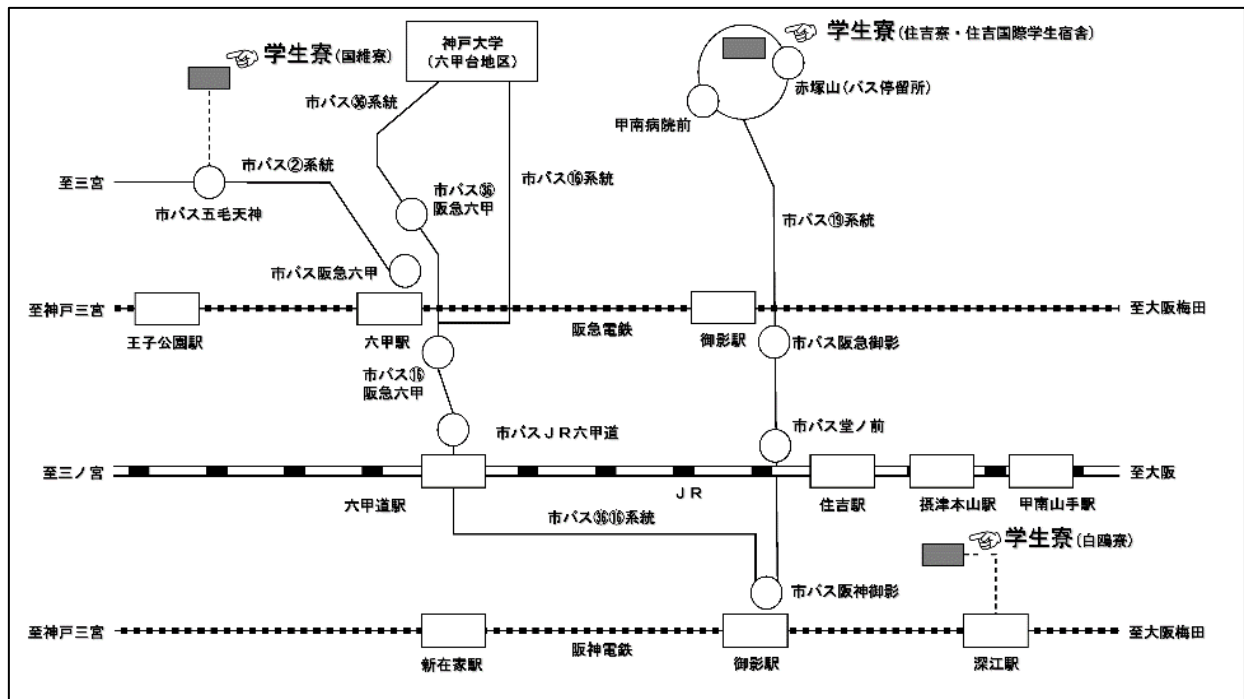 学生寮(国維寮)
神戸大学
(六甲台地区)
学生寮(住吉寮・住吉国際学生宿舎)
赤塚山(バス停留所)
甲南病院前
市バス㊱系統
市バス②系統
市バス⑯系統
至三宮
市バス五毛天神
市バス㊱
阪急六甲
市バス⑲系統
市バス阪急六甲
至神戸三宮
至大阪梅田
王子公園駅
六甲駅
阪急電鉄
御影駅
市バス阪急御影
市バス⑯
阪急六甲
市バスJR六甲道
市バス堂ノ前
至三ノ宮
至大阪
六甲道駅
JR
住吉駅
摂津本山駅
甲南山手駅
市バス㊱⑯系統
学生寮(白鴎寮)
市バス阪神御影
至神戸三宮
至大阪梅田
新在家駅
阪神電鉄
御影駅
深江駅